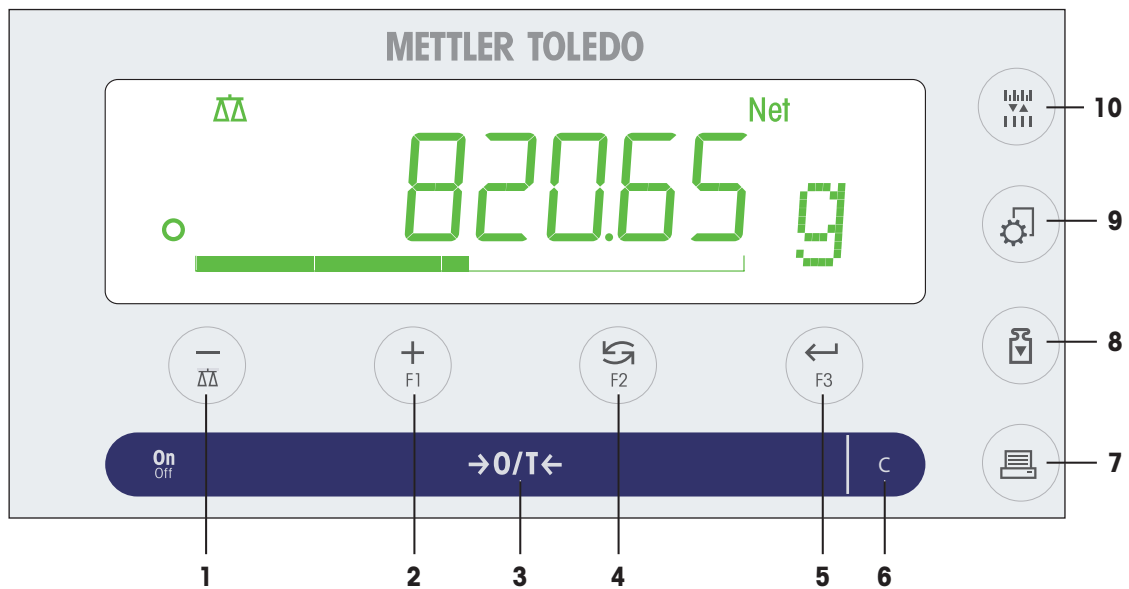 METTLER TOLEDO
Net
820.65 g
10
9
8
7
F1
F2
F3
On
Off
→0/T←
C
1
2
3
4
5
6